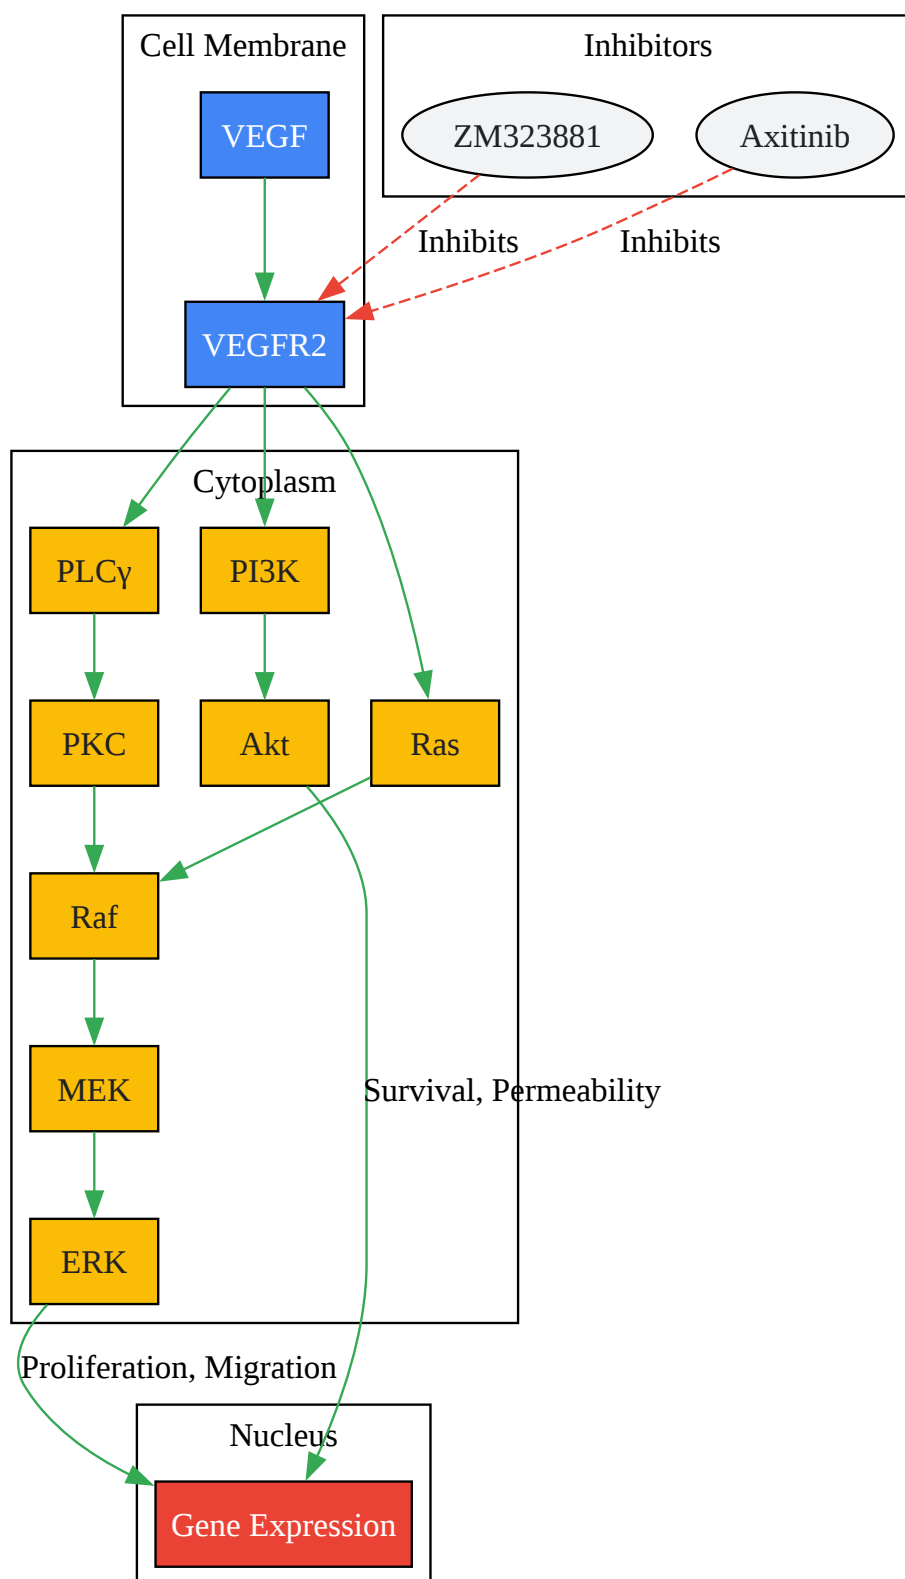 Cell Membrane
Inhibitors
VEGF
ZM323881
Axitinib
Inhibits
Inhibits
VEGFR2
Cytoplasm
PLCγ
PI3K
PKC
Akt
Ras
Raf
MEK
Survival, Permeability
ERK
Proliferation, Migration
Nucleus
Gene Expression